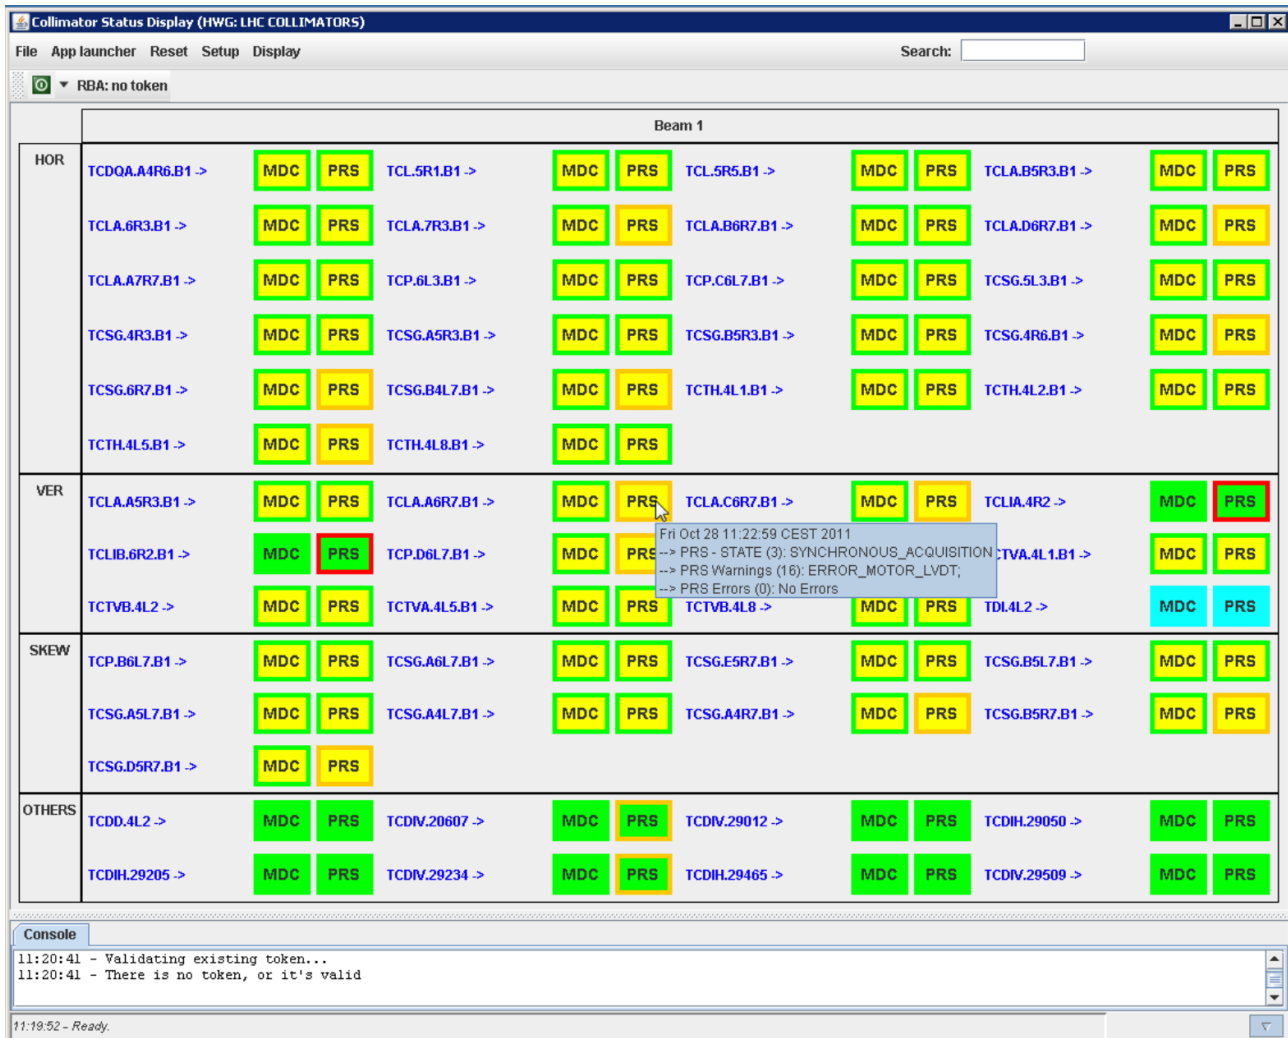 Collimator Status Display (HWG: LHC COLLIMATORS)
File App launcher Reset Setup Display Search:
RBA: no token
Beam 1
HOR
TCDQA.A4R6.B1 -> MDC PRS TCL.5R1.B1 -> MDC PRS TCL.5R5.B1 -> MDC PRS TCLA.B5R3.B1 -> MDC PRS
TCLA.6R3.B1 -> MDC PRS TCLA.7R3.B1 -> MDC PRS TCLA.B6R7.B1 -> MDC PRS TCLA.D6R7.B1 -> MDC PRS
TCLA.A7R7.B1 -> MDC PRS TCP.6L3.B1 -> MDC PRS TCP.C6L7.B1 -> MDC PRS TCSG.5L3.B1 -> MDC PRS
TCSG.4R3.B1 -> MDC PRS TCSG.A5R3.B1 -> MDC PRS TCSG.B5R3.B1 -> MDC PRS TCSG.4R6.B1 -> MDC PRS
TCSG.6R7.B1 -> MDC PRS TCSG.B4L7.B1 -> MDC PRS TCTH.4L1.B1 -> MDC PRS TCTH.4L2.B1 -> MDC PRS
TCTH.4L5.B1 -> MDC PRS TCTH.4L8.B1 -> MDC PRS
VER
TCLA.A5R3.B1 -> MDC PRS TCLA.A6R7.B1 -> MDC PRS TCLA.C6R7.B1 -> MDC PRS TCLIA.4R2 -> MDC PRS
Fri Oct 28 11:22:59 CEST 2011
--> PRS - STATE (3): SYNCHRONOUS_ACQUISITION
--> PRS Warnings (16): ERROR_MOTOR_LVDT;
--> PRS Errors (0): No Errors
TCLIB.6R2.B1 -> MDC PRS TCP.D6L7.B1 -> MDC PRS CTVA.4L1.B1 -> MDC PRS
TCTVB.4L2 -> MDC PRS TCTVA.4L5.B1 -> MDC PRS TCTVB.4L8 -> MDC PRS TDI.4L2 -> MDC PRS
SKEW
TCP.B6L7.B1 -> MDC PRS TCSG.A6L7.B1 -> MDC PRS TCSG.E5R7.B1 -> MDC PRS TCSG.B5L7.B1 -> MDC PRS
TCSG.A5L7.B1 -> MDC PRS TCSG.A4L7.B1 -> MDC PRS TCSG.A4R7.B1 -> MDC PRS TCSG.B5R7.B1 -> MDC PRS
TCSG.D5R7.B1 -> MDC PRS
OTHERS
TCDD.4L2 -> MDC PRS TCDIV.20607 -> MDC PRS TCDIV.29012 -> MDC PRS TCDIH.29050 -> MDC PRS
TCDIH.29205 -> MDC PRS TCDIV.29234 -> MDC PRS TCDIH.29465 -> MDC PRS TCDIV.29509 -> MDC PRS
Console
11:20:41 - Validating existing token...
11:20:41 - There is no token, or it's valid
11:19:52 - Ready.